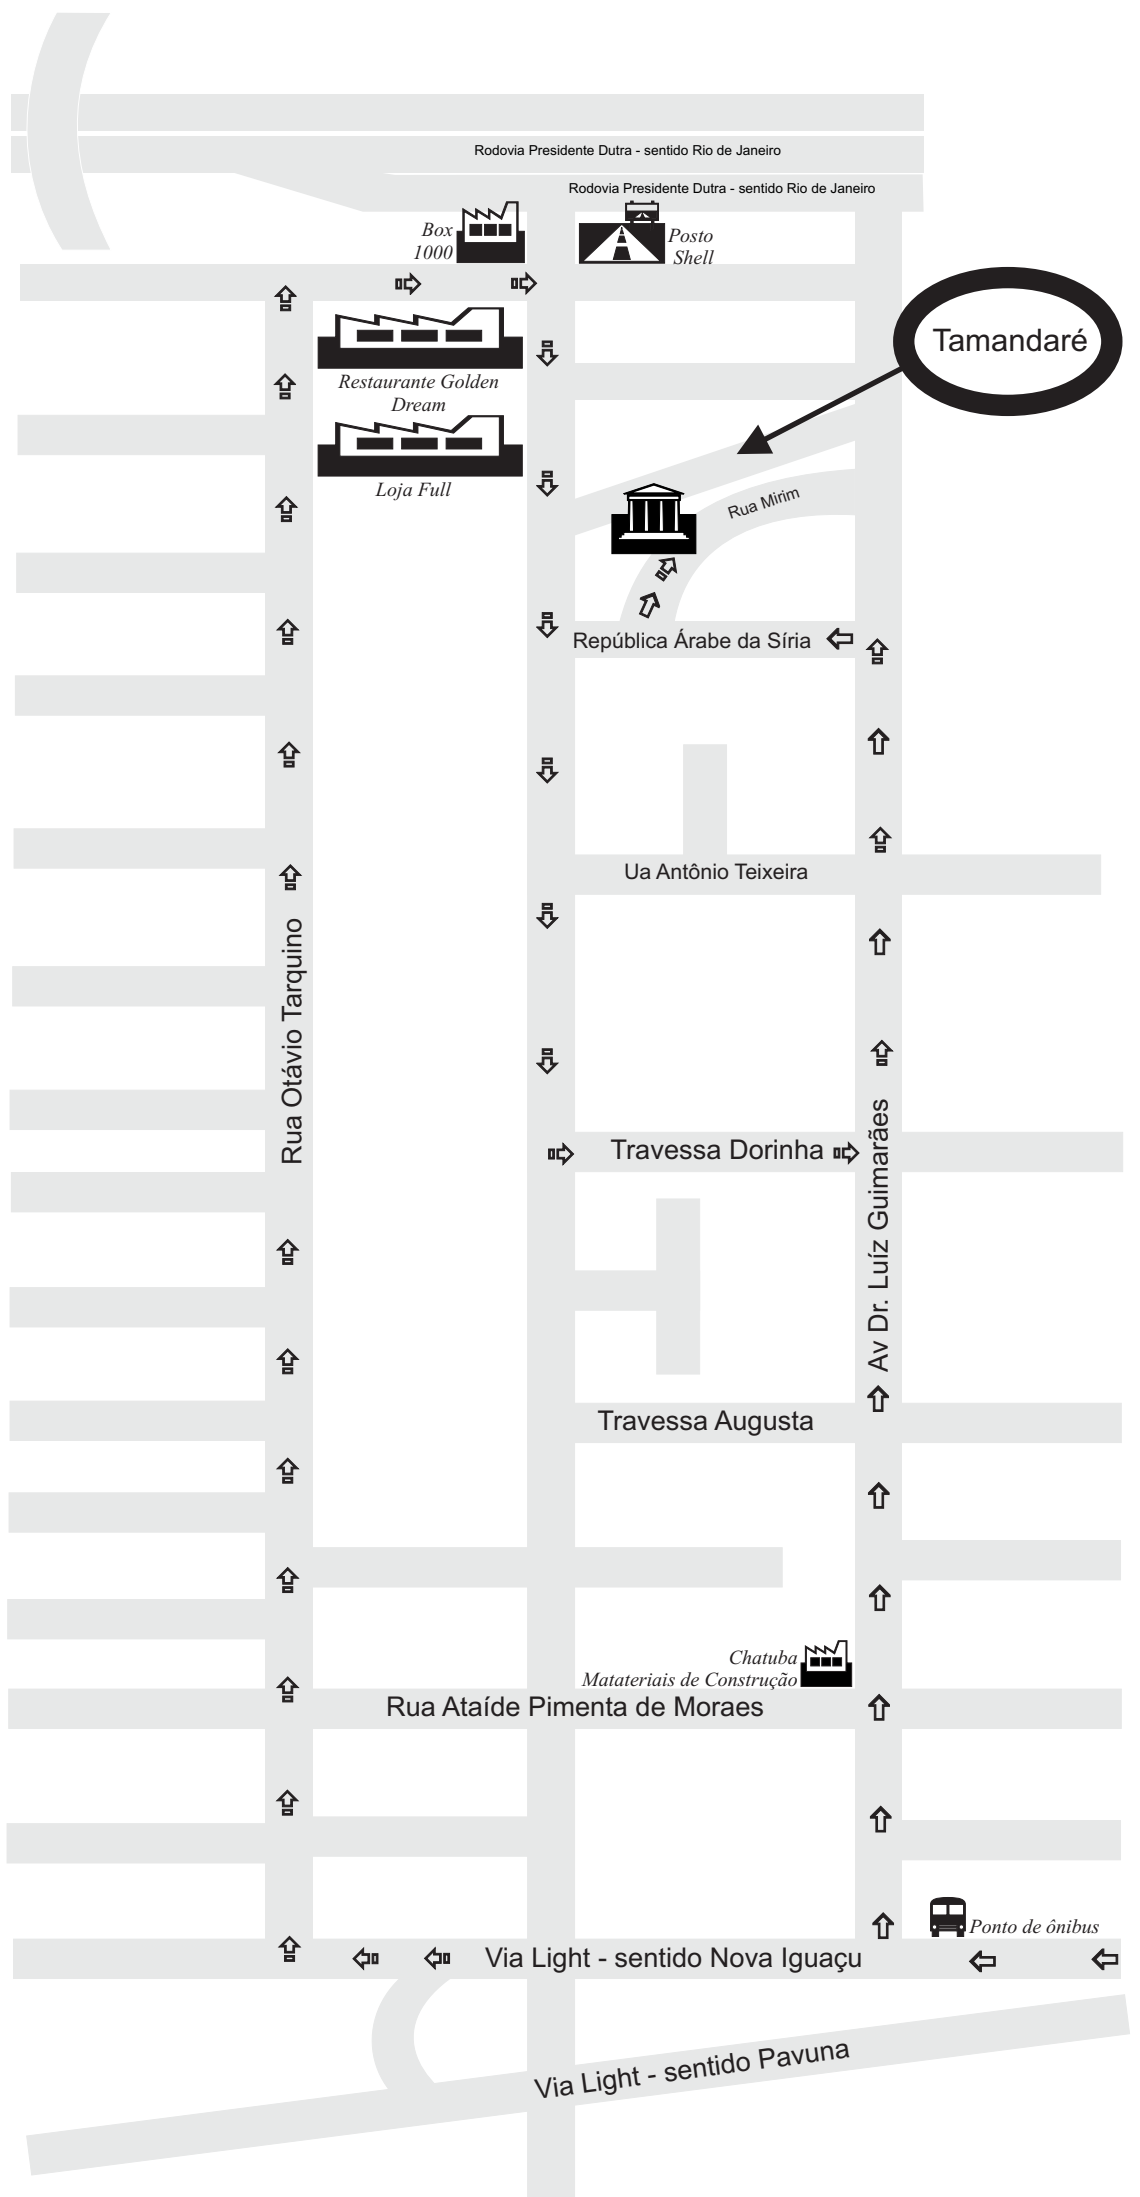 Rodovia Presidente Dutra - sentido Rio de Janeiro
Rodovia Presidente Dutra - sentido Rio de Janeiro
Box
1000
Posto
Shell
Tamandaré
Restaurante Golden
Dream
Loja Full
Rua Mirim
República Árabe da Síria
Ua Antônio Teixeira
Rua Otávio Tarquino
Travessa Dorinha
Av Dr. Luíz Guimarães
Travessa Augusta
Chatuba
Matateriais de Construção
Rua Ataíde Pimenta de Moraes
Ponto de ônibus
Via Light - sentido Nova Iguaçu
Via Light - sentido Pavuna